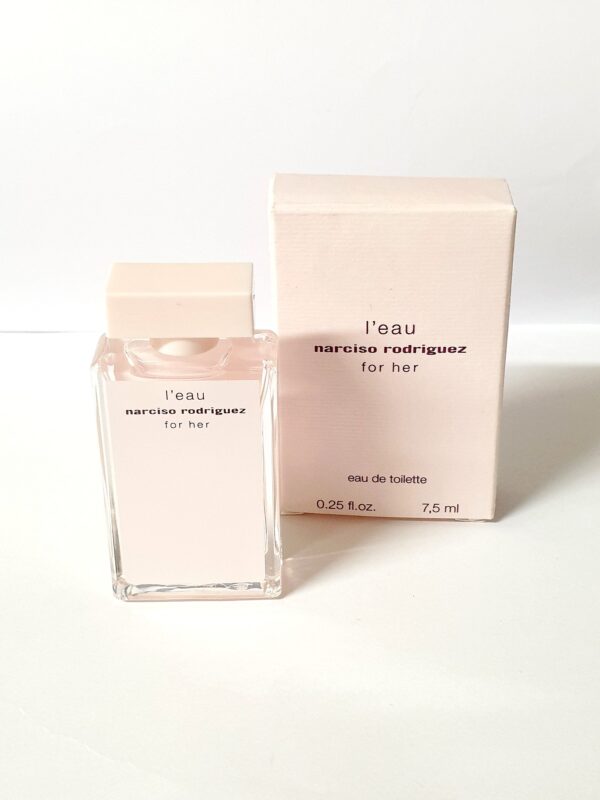 l'eau
narciso rodriguez
for her
l'eau
narciso rodriguez
for her
eau de toilette
0.25 fl.oz. 7,5 ml